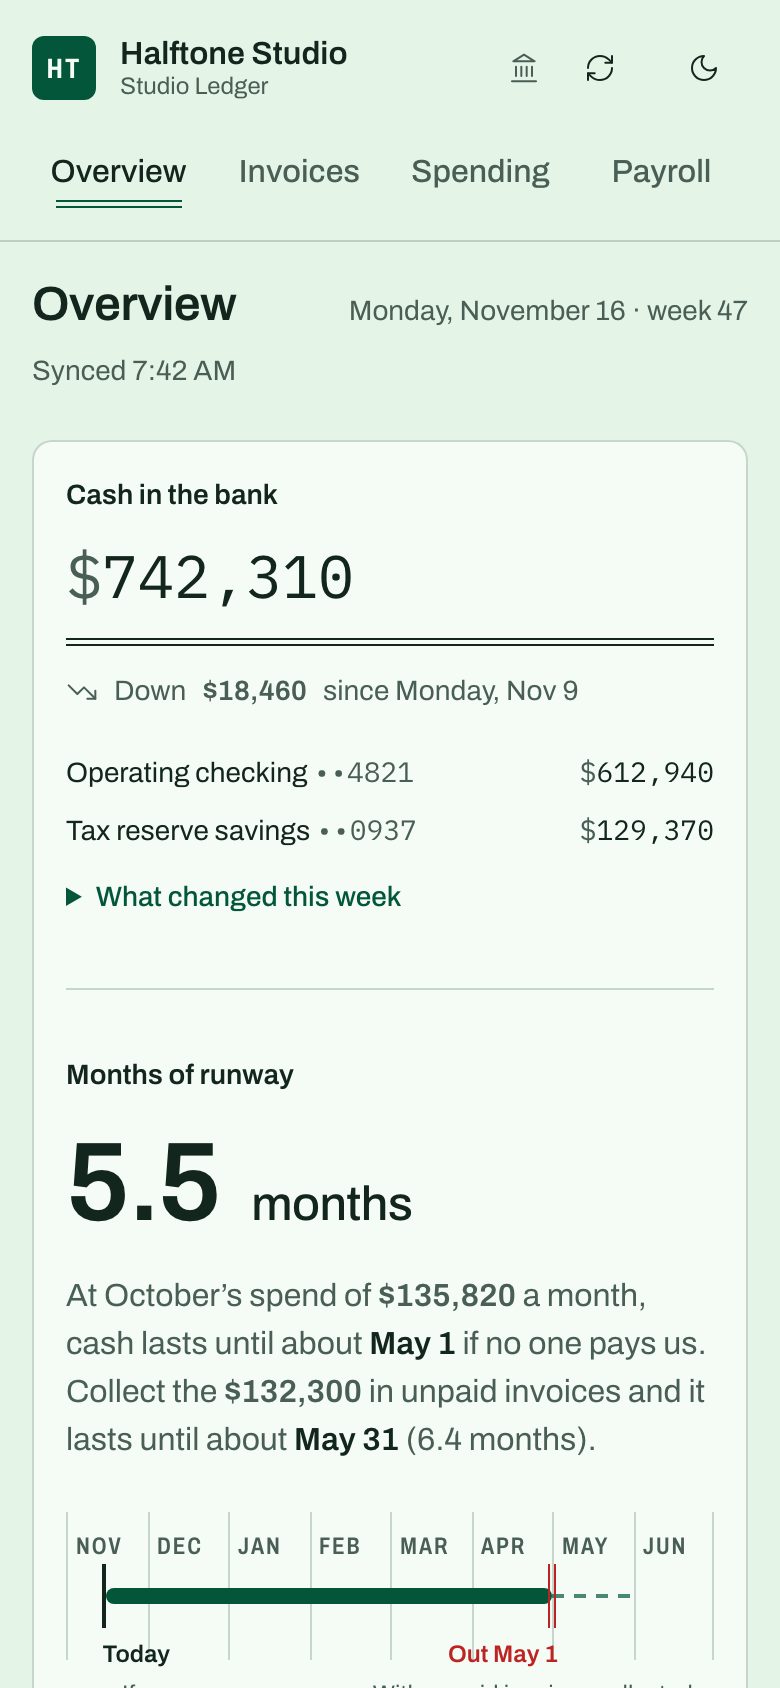 HT
Halftone Studio
Studio Ledger
Overview Invoices Spending Payroll
Overview
Monday, November 16 · week 47
Synced 7:42 AM
Cash in the bank
$742,310
Down $18,460 since Monday, Nov 9
Operating checking ••4821 $612,940
Tax reserve savings ••0937 $129,370
What changed this week
Months of runway
5.5 months
At October’s spend of $135,820 a month,
cash lasts until about May 1 if no one pays us.
Collect the $132,300 in unpaid invoices and it
lasts until about May 31 (6.4 months).
NOV DEC JAN FEB MAR APR MAY JUN
Today Out May 1